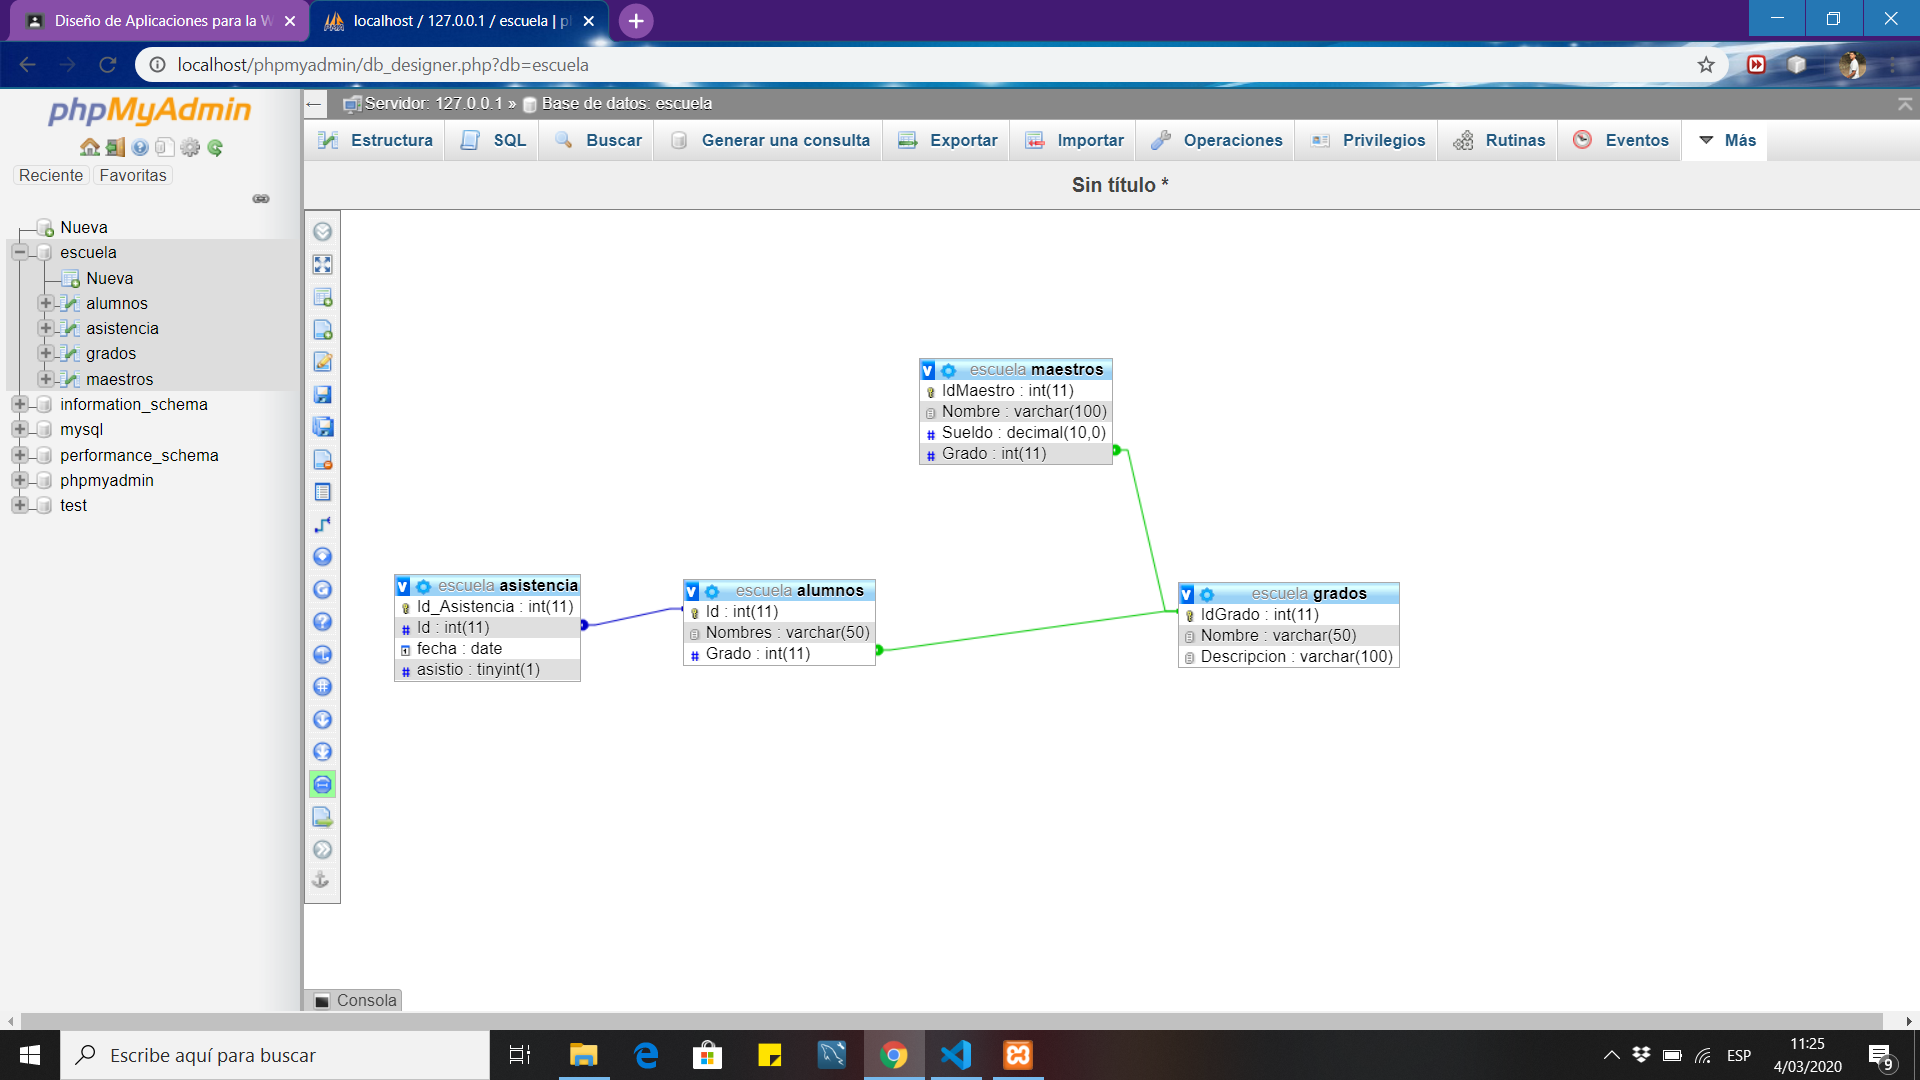 Diseño de Aplicaciones para la W
localhost / 127.0.0.1 / escuela | p
localhost/phpmyadmin/db_designer.php?db=escuela
phpMyAdmin
Reciente
Favoritas
Nueva
escuela
Nueva
alumnos
asistencia
grados
maestros
information_schema
mysql
performance_schema
phpmyadmin
test
Servidor: 127.0.0.1 » Base de datos: escuela
Estructura
SQL
Buscar
Generar una consulta
Exportar
Importar
Operaciones
Privilegios
Rutinas
Eventos
Más
Sin título *
escuela maestros
IdMaestro : int(11)
Nombre : varchar(100)
Sueldo : decimal(10,0)
Grado : int(11)
escuela asistencia
Id_Asistencia : int(11)
Id : int(11)
fecha : date
asistio : tinyint(1)
escuela alumnos
Id : int(11)
Nombres : varchar(50)
Grado : int(11)
escuela grados
IdGrado : int(11)
Nombre : varchar(50)
Descripcion : varchar(100)
Consola
Escribe aquí para buscar
ESP
11:25
4/03/2020
9